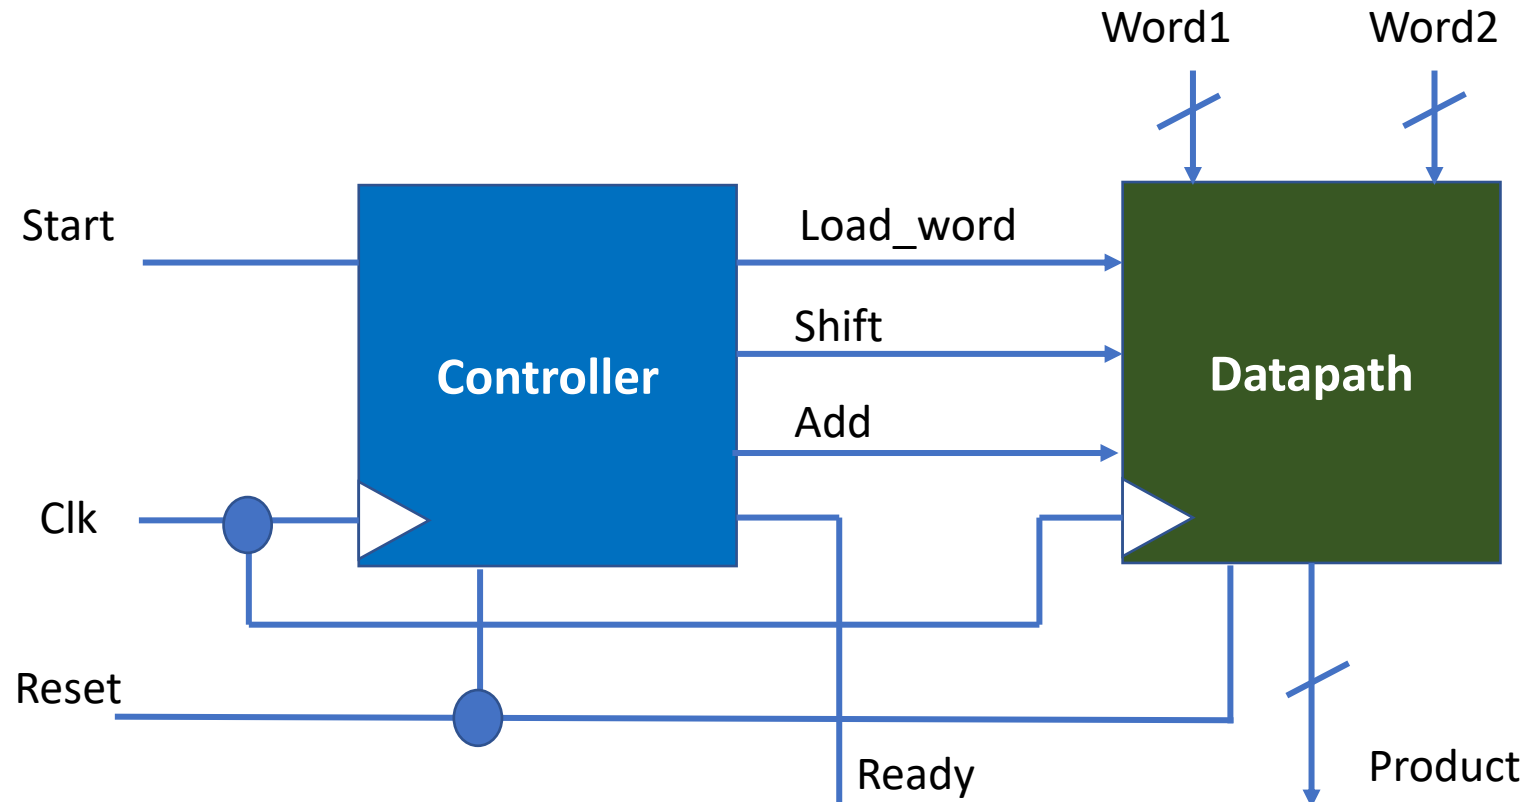 Word1
Word2
Start
Load_word
Shift
Controller
Datapath
Add
Clk
Reset
Ready
Product